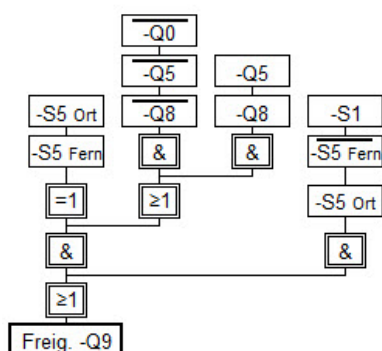 -Q0
-Q5 -Q5
-S5 Ort -Q8 -Q8 -S1
-S5 Fern & & -S5 Fern
=1 ≥1 -S5 Ort
& &
≥1
Freig. -Q9